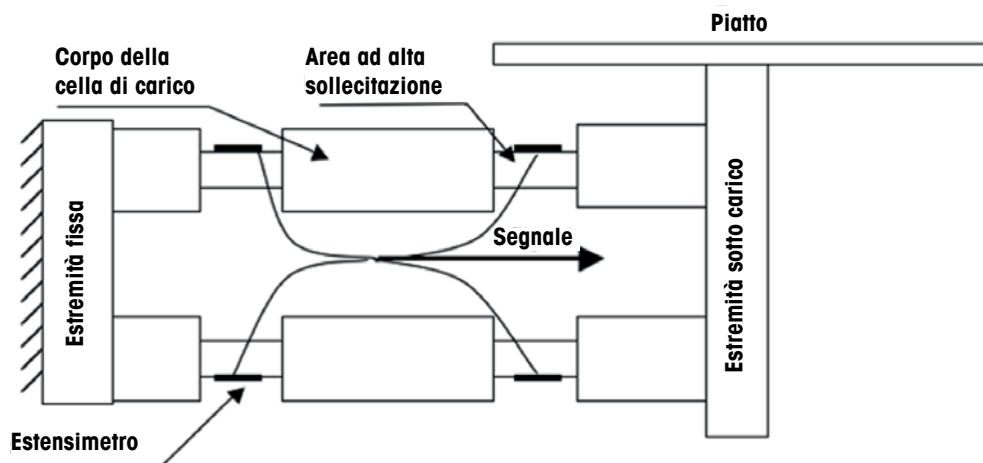 Piatto
Corpo della
cella di carico
Area ad alta
sollecitazione
Estremità fissa
Segnale
Estremità sotto carico
Estensimetro